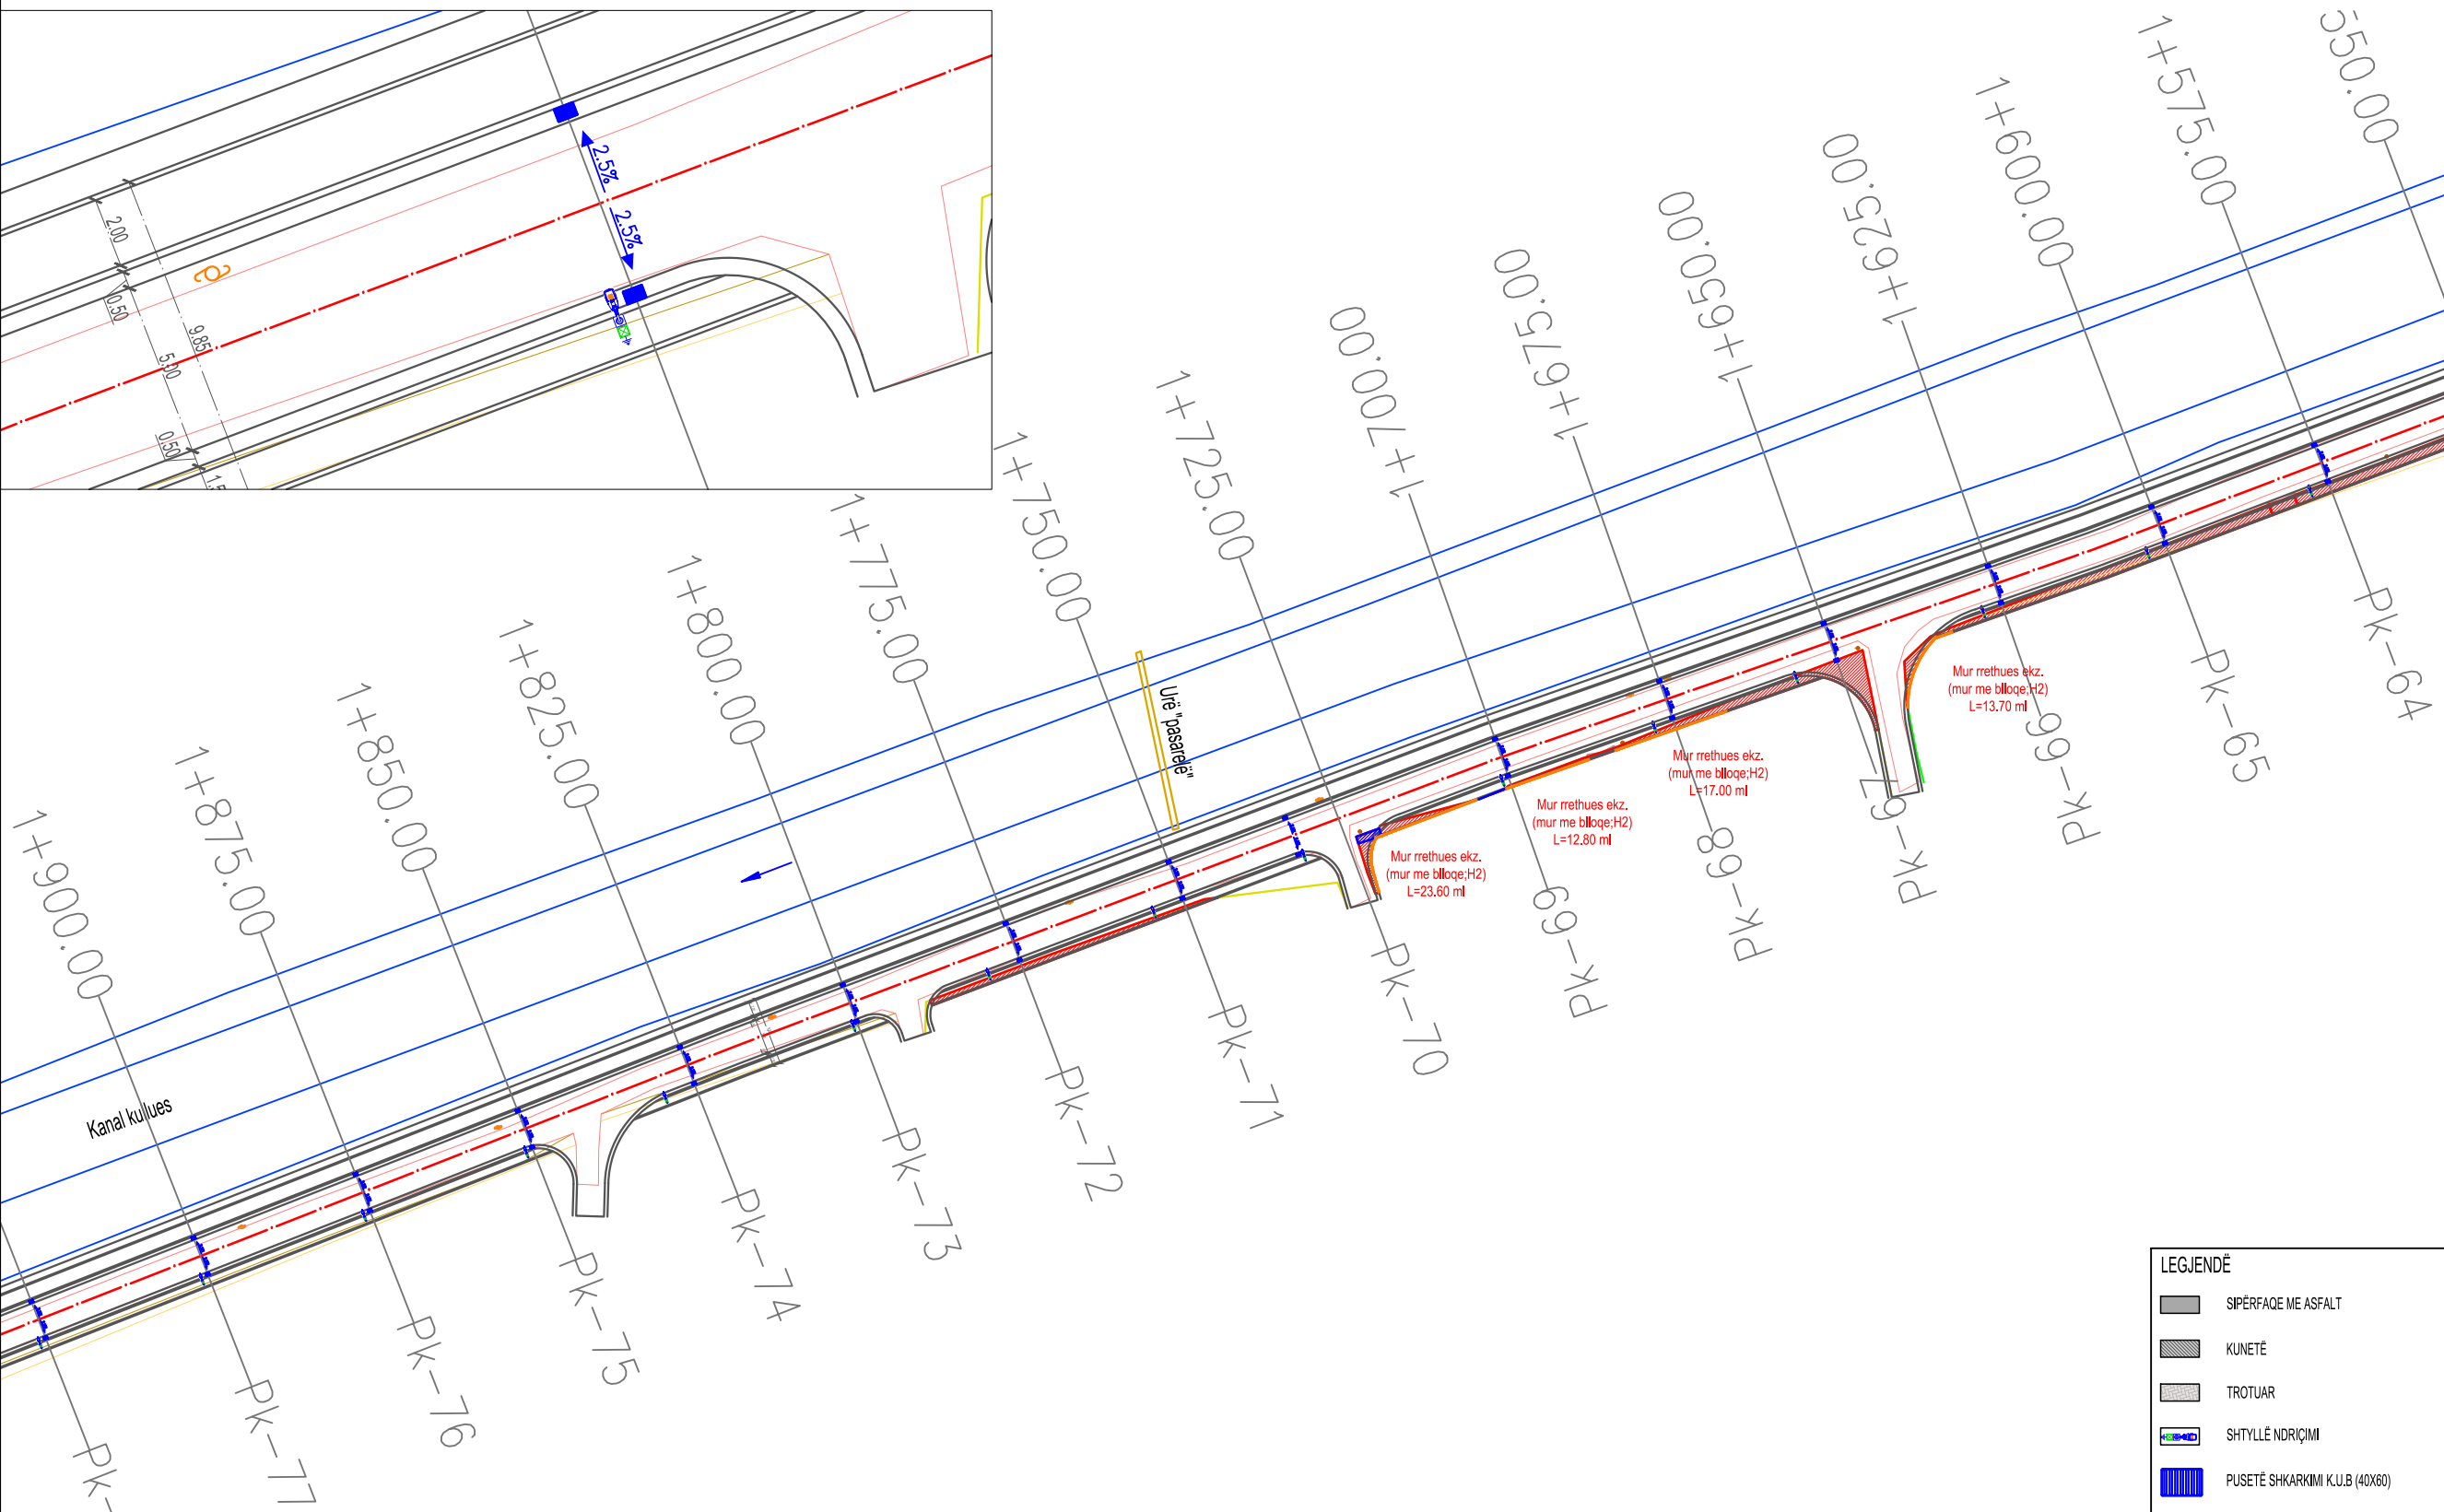 2.5%
2.5%
2.00
0.50
9.85
5.00
0.50
550.00
1+575.00
1+600.00
1+625.00
1+650.00
1+675.00
1+700.00
1+725.00
1+750.00
1+775.00
1+800.00
1+825.00
1+850.00
1+875.00
1+900.00
Pk-64
Pk-65
Pk-66
Pk-67
Pk-68
Pk-69
Pk-70
Pk-71
Pk-72
Pk-73
Pk-74
Pk-75
Pk-76
Pk-77
Pk-
Urë "pasarelë"
Kanal kullues
Mur rrethues ekz.
(mur me blloqe;H2)
L=13.70 ml
Mur rrethues ekz.
(mur me blloqe;H2)
L=17.00 ml
Mur rrethues ekz.
(mur me blloqe;H2)
L=12.80 ml
Mur rrethues ekz.
(mur me blloqe;H2)
L=23.60 ml
LEGJENDË
SIPËRFAQE ME ASFALT
KUNETË
TROTUAR
SHTYLLË NDRIÇIMI
PUSETË SHKARKIMI K.U.B (40X60)